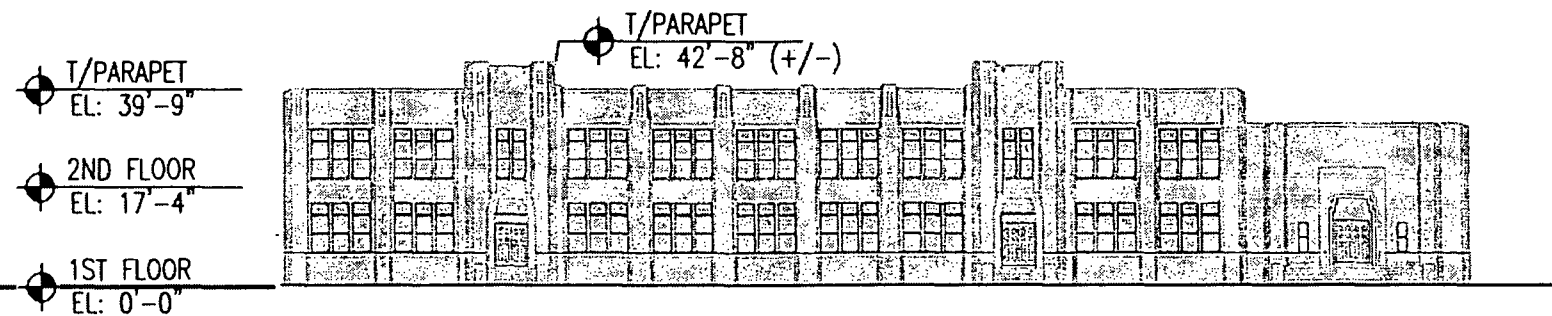 T/PARAPET
EL: 42'-8" (+/-)
T/PARAPET
EL: 39'-9"
2ND FLOOR
EL: 17'-4"
1ST FLOOR
EL: 0'-0"